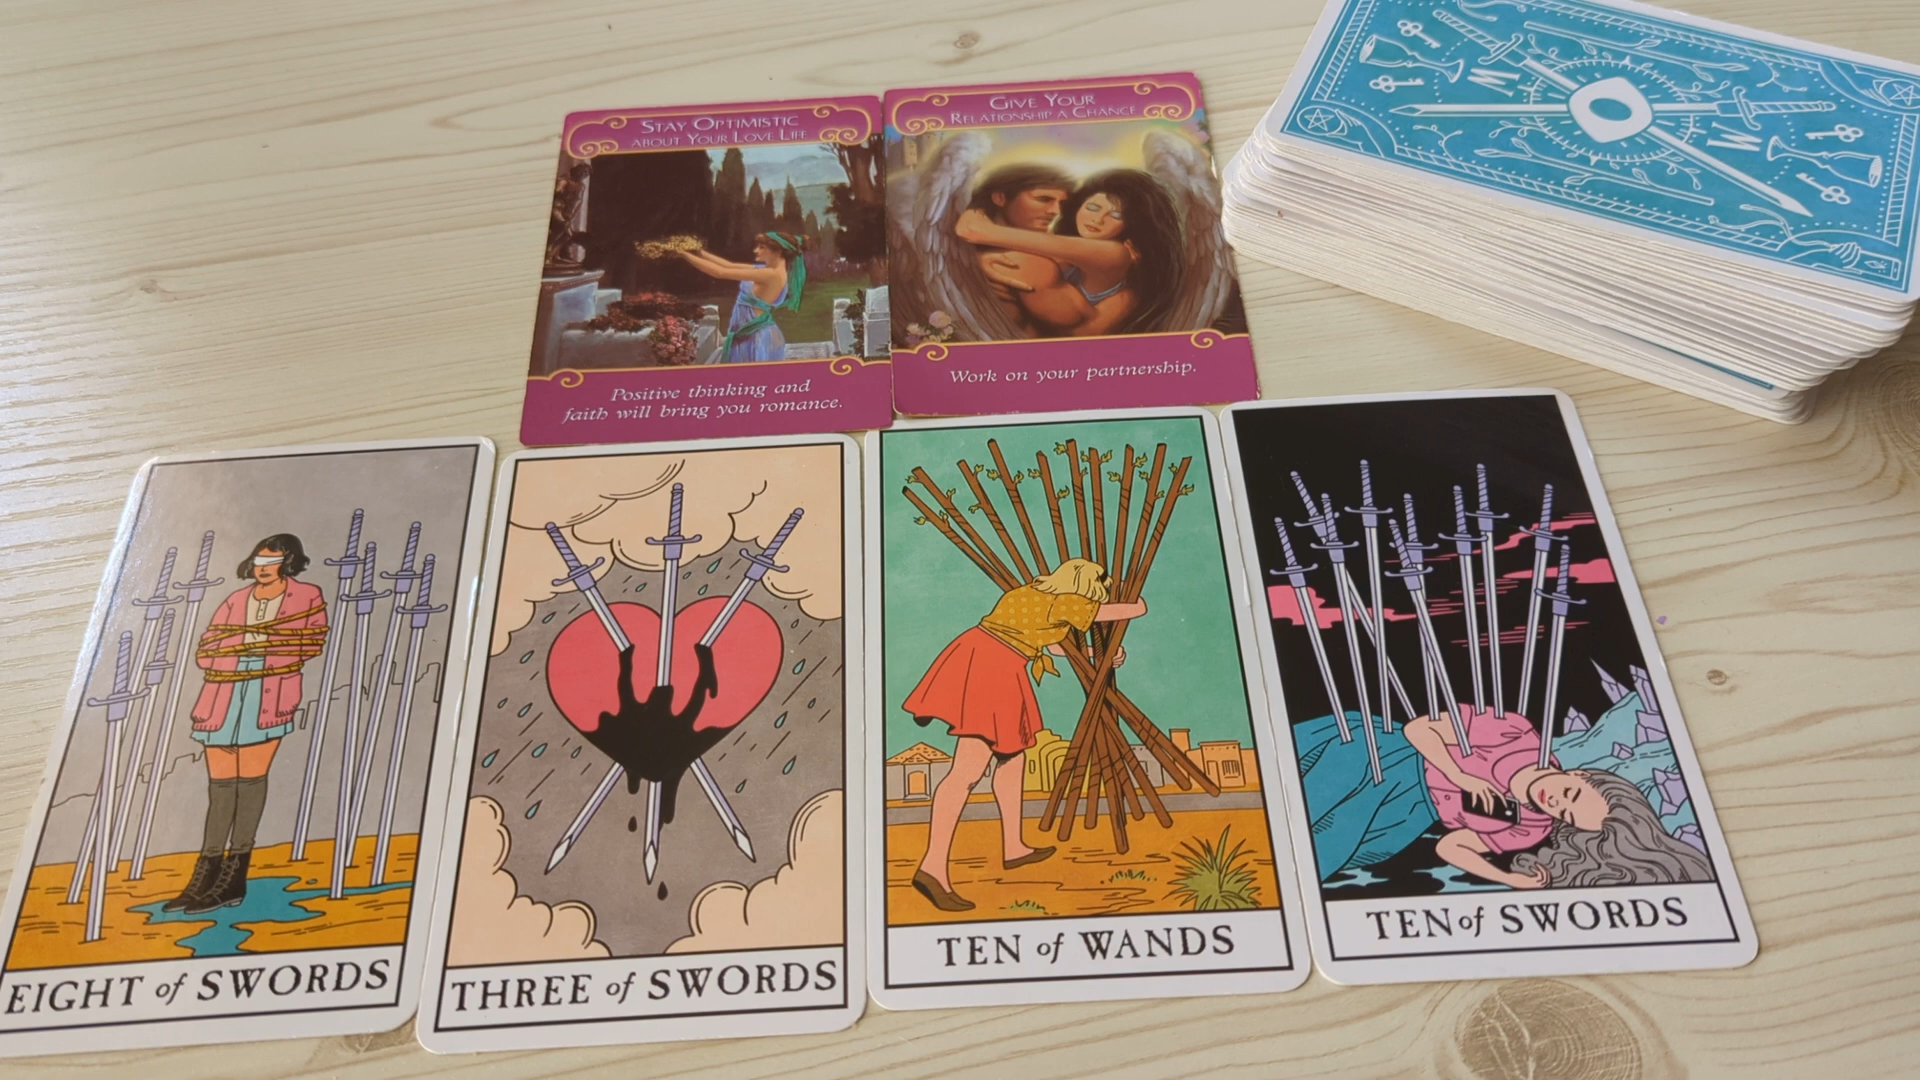 STAY OPTIMISTIC
ABOUT YOUR LOVE LIFE
Positive thinking and
faith will bring you romance.
GIVE YOUR
RELATIONSHIP A CHANCE
Work on your partnership.
EIGHT of SWORDS
THREE of SWORDS
TEN of WANDS
TEN of SWORDS